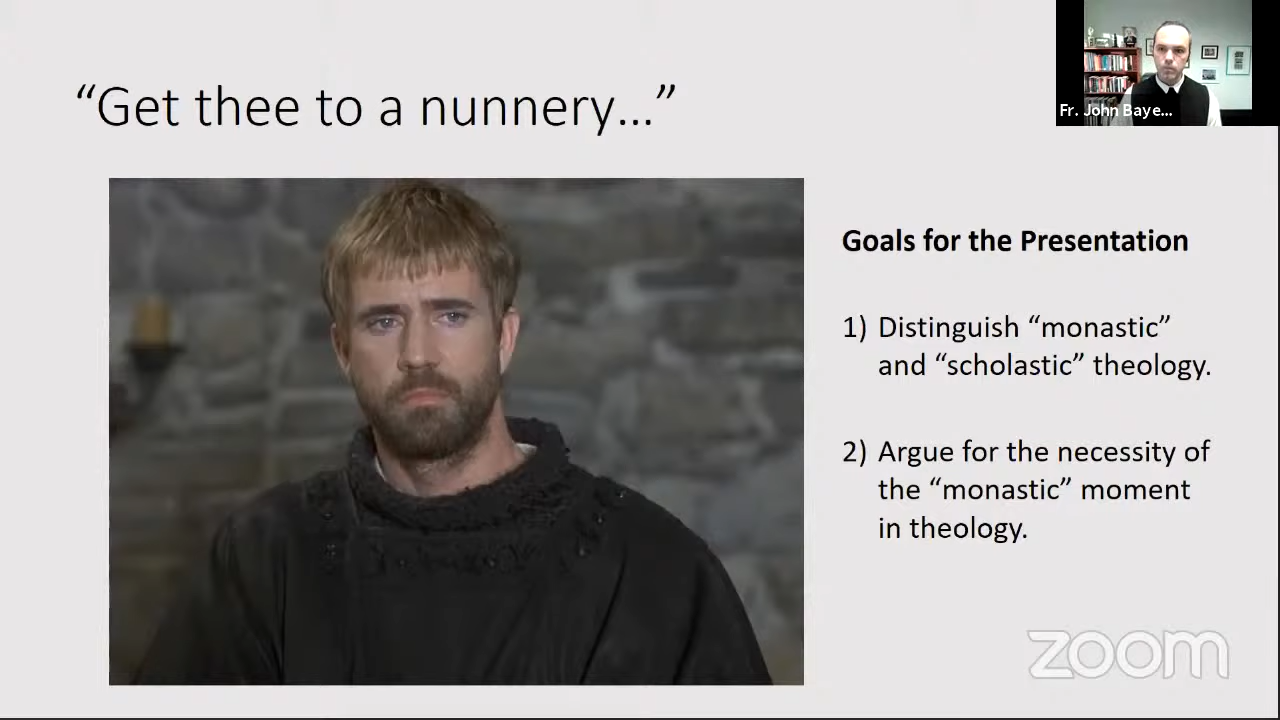 “Get thee to a nunnery…”
Fr. John Baye...
Goals for the Presentation
1) Distinguish “monastic”
and “scholastic” theology.
2) Argue for the necessity of
the “monastic” moment
in theology.
zoom